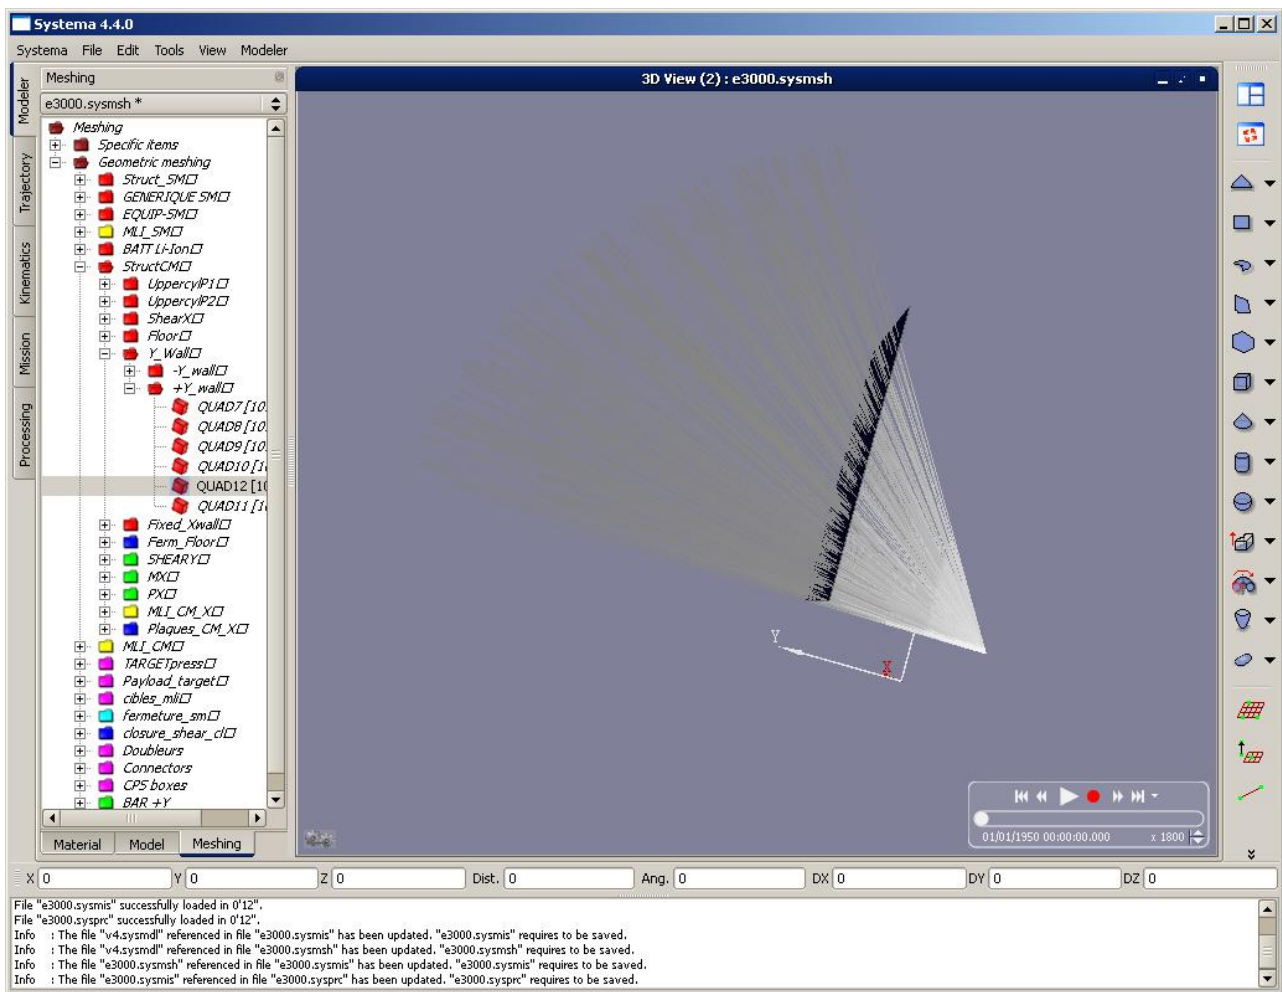 Systema 4.4.0
Systema File Edit Tools View Modeler
Modeler
Trajectory
Kinematics
Mission
Processing
Meshing
e3000.sysmsh *
Meshing
Specific items
Geometric meshing
Struct_SM
GENERIQUE SM
EQUIP-SM
MLI_SM
BATT Li-Ion
StructCM
UppercylP1
UppercylP2
ShearX
Floor
Y_Wall
-Y_wall
+Y_wall
QUAD7 [10.
QUAD8 [10.
QUAD9 [10.
QUAD10 [1
QUAD12 [10
QUAD11 [1
Fixed_Xwall
Ferm_Floor
SHEARY
MX
PX
MLI_CM_X
Plaques_CM_X
MLI_CM
TARGETpress
Payload_target
cibles_mli
fermeture_sm
closure_shear_cl
Doubleurs
Connectors
CPS boxes
BAR +Y
Material Model Meshing
3D View (2) : e3000.sysmsh
Y
X
01/01/1950 00:00:00.000 x 1800
X 0 Y 0 Z 0 Dist. 0 Ang. 0 DX 0 DY 0 DZ 0
File "e3000.sysmis" successfully loaded in 0'12".
File "e3000.sysprc" successfully loaded in 0'12".
Info : The file "v4.sysmdl" referenced in file "e3000.sysmis" has been updated. "e3000.sysmis" requires to be saved.
Info : The file "v4.sysmdl" referenced in file "e3000.sysmsh" has been updated. "e3000.sysmsh" requires to be saved.
Info : The file "e3000.sysmsh" referenced in file "e3000.sysmis" has been updated. "e3000.sysmis" requires to be saved.
Info : The file "e3000.sysmis" referenced in file "e3000.sysprc" has been updated. "e3000.sysprc" requires to be saved.